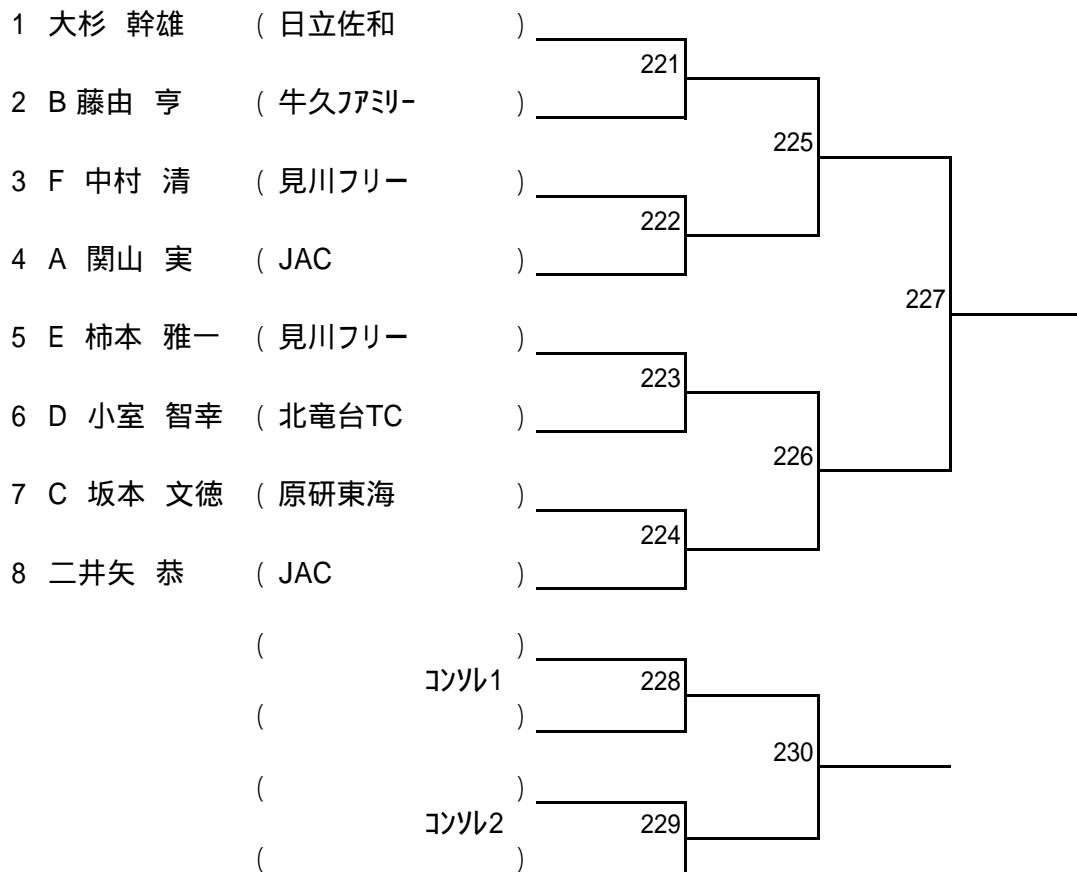 1 大杉 幹雄 ( 日立佐和 )
221
2 B 藤由 亨 ( 牛久ﾌｱﾐﾘｰ )
225
3 F 中村 清 ( 見川フリー )
222
4 A 関山 実 ( JAC )
227
5 E 柿本 雅一 ( 見川フリー )
223
6 D 小室 智幸 ( 北竜台TC )
226
7 C 坂本 文徳 ( 原研東海 )
224
8 二井矢 恭 ( JAC )
( )
ｺﾝｿﾚ1 228
( )
230
( )
ｺﾝｿﾚ2 229
( )